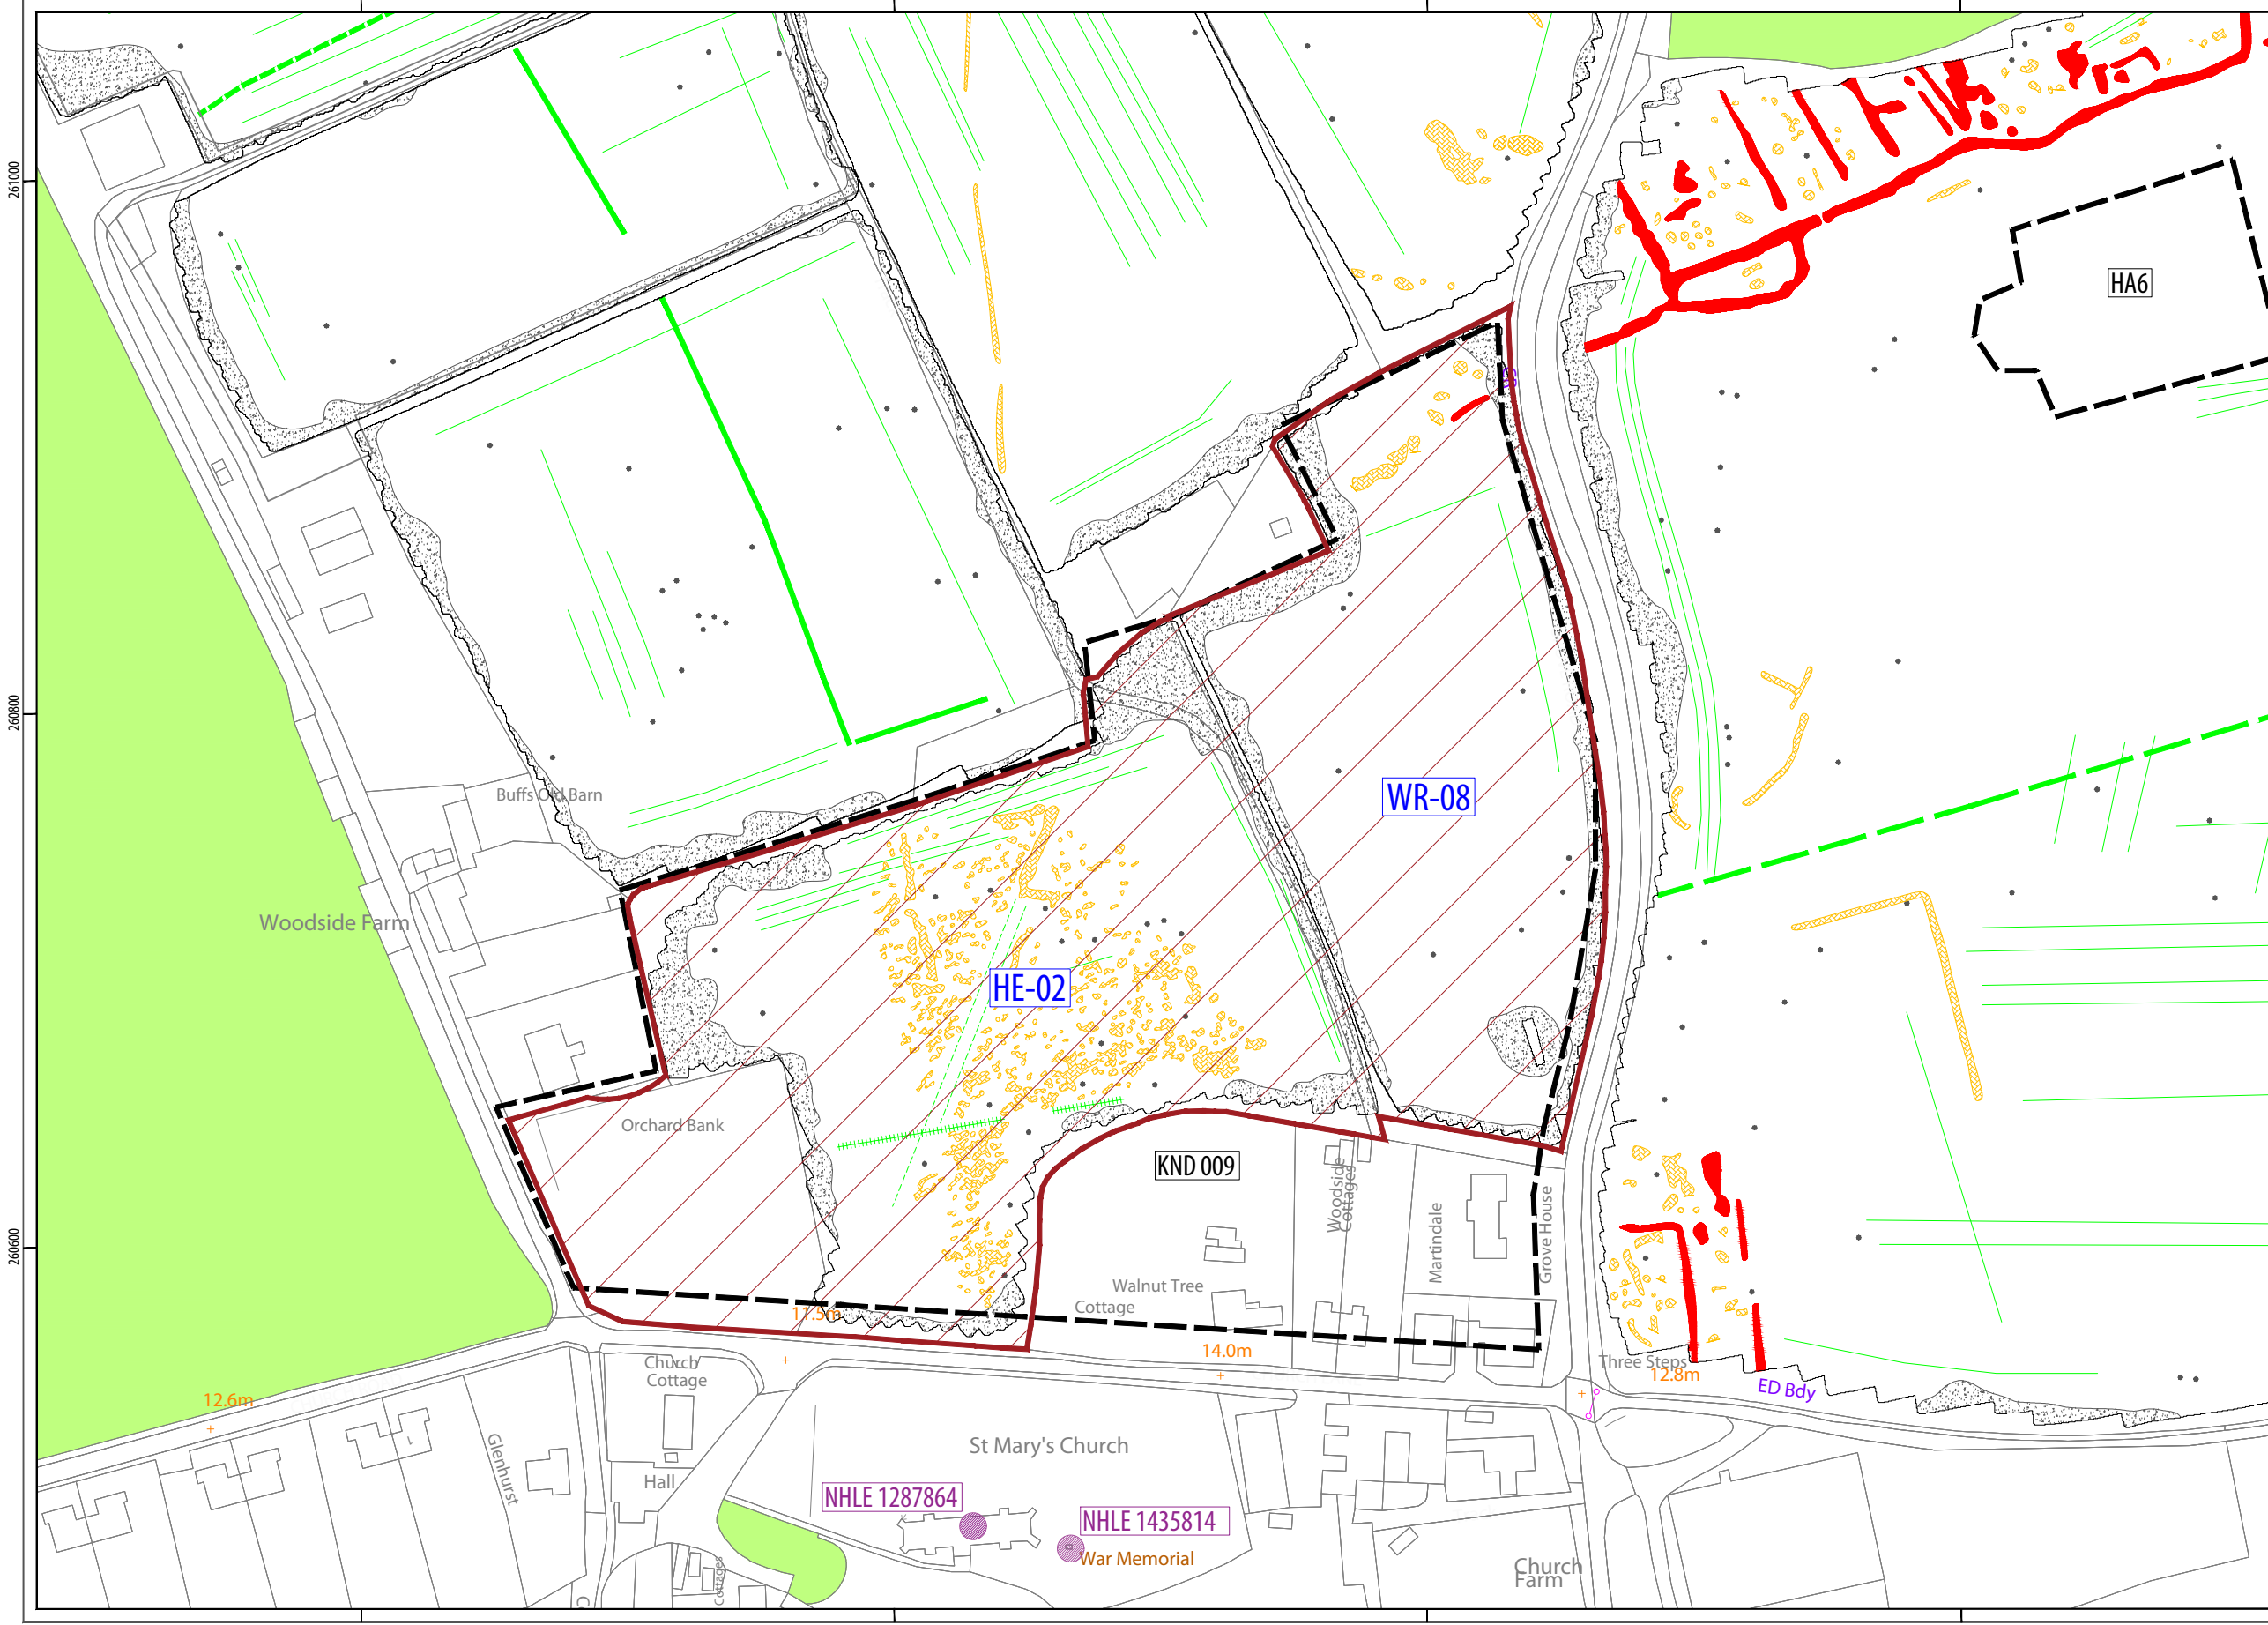 261000
HA6
260800
WR-08
Buffs Old Barn
Woodside Farm
HE-02
Orchard Bank
KND 009
Woodside
Cottages
Martindale
Grove House
260600
Walnut Tree
Cottage
11.5m
14.0m
Three Steps
12.8m
ED Bdy
Church
Cottage
12.6m
Glenhurst
St Mary's Church
Hall
NHLE 1287864
NHLE 1435814
War Memorial
Church
Farm
Cottages